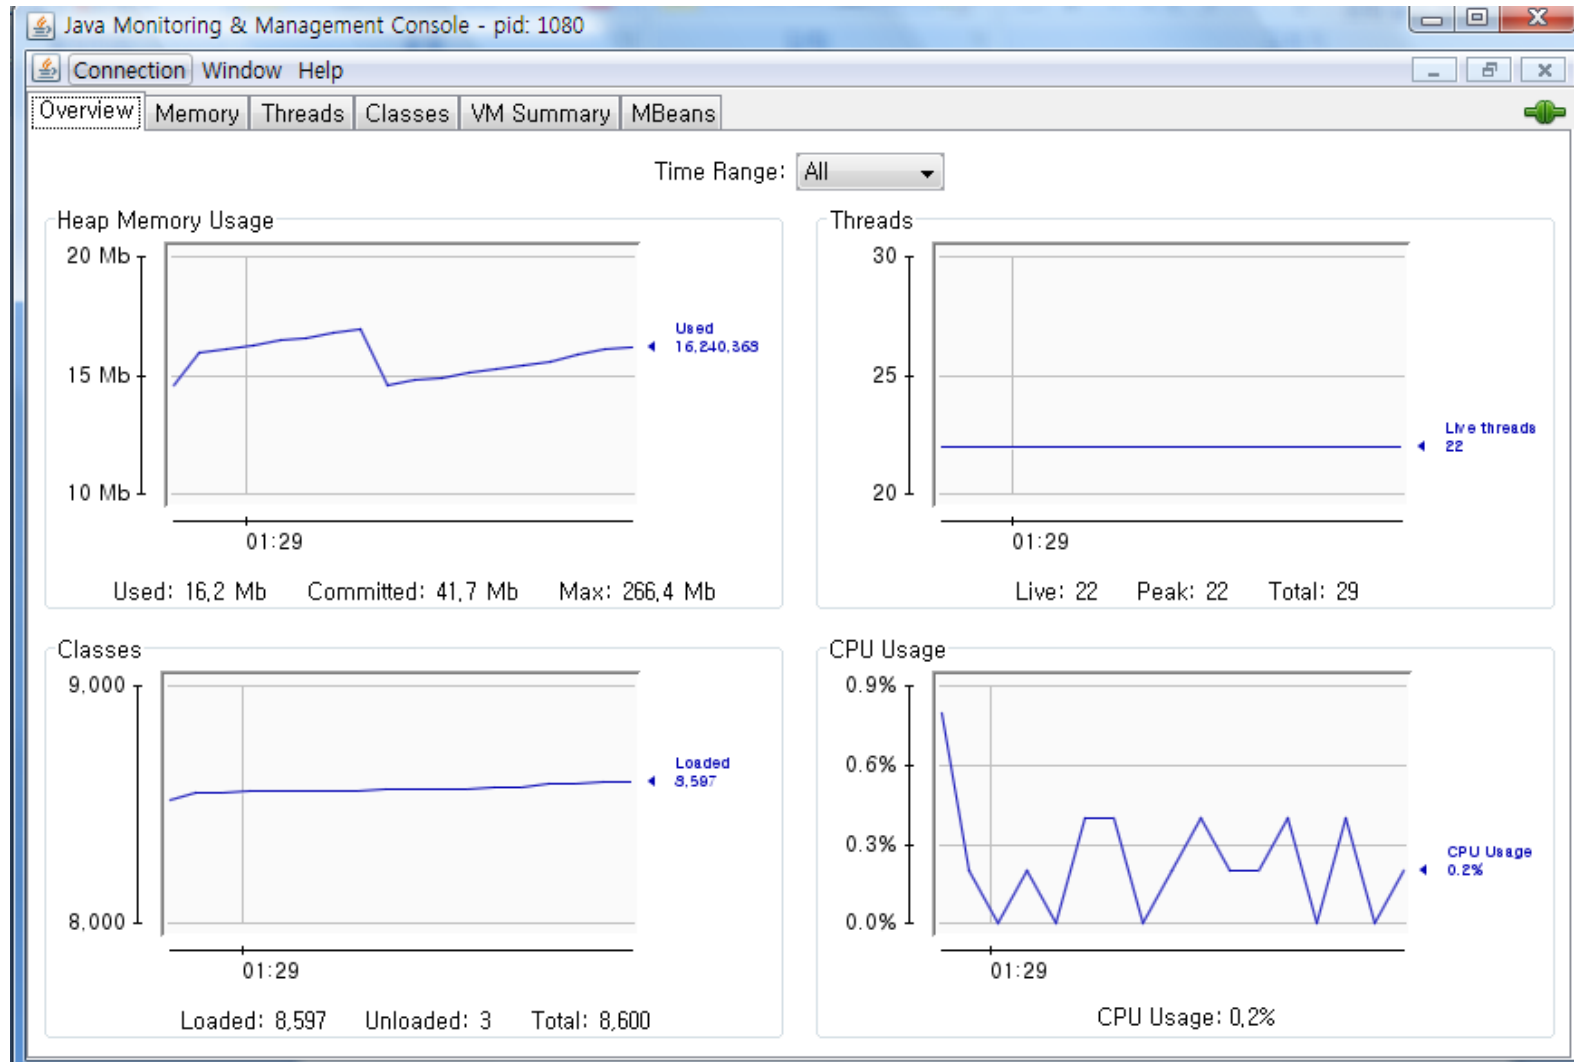 Java Monitoring & Management Console - pid: 1080
Connection Window Help
Overview Memory Threads Classes VM Summary MBeans
Time Range: All
Heap Memory Usage
20 Mb
15 Mb
10 Mb
Used
16,240,368
01:29
Used: 16,2 Mb Committed: 41,7 Mb Max: 266,4 Mb
Threads
30
25
20
Live threads
22
01:29
Live: 22 Peak: 22 Total: 29
Classes
9,000
8,000
Loaded
8,597
01:29
Loaded: 8,597 Unloaded: 3 Total: 8,600
CPU Usage
0.9%
0.6%
0.3%
0.0%
CPU Usage
0.2%
01:29
CPU Usage: 0,2%